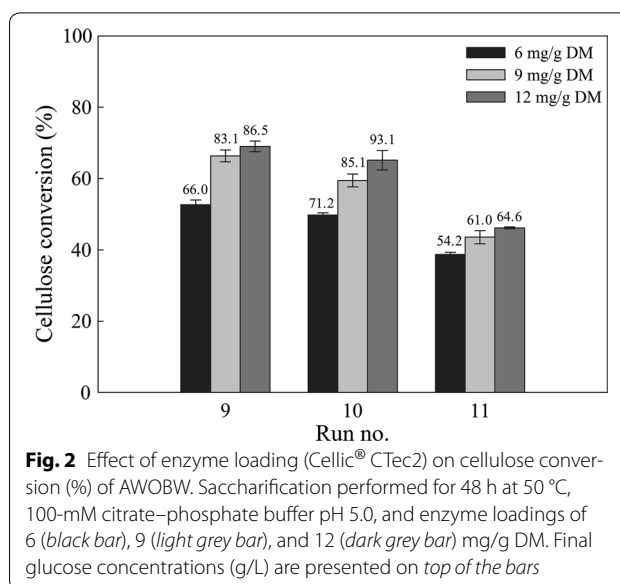 100
80
60
40
20
0
Cellulose conversion (%)
6 mg/g DM
9 mg/g DM
12 mg/g DM
66.0
83.1
86.5
71.2
85.1
93.1
54.2
61.0
64.6
9
10
11
Run no.
Fig. 2 Effect of enzyme loading (Cellic® CTec2) on cellulose conver-
sion (%) of AWOBW. Saccharification performed for 48 h at 50 °C,
100-mM citrate–phosphate buffer pH 5.0, and enzyme loadings of
6 (black bar), 9 (light grey bar), and 12 (dark grey bar) mg/g DM. Final
glucose concentrations (g/L) are presented on top of the bars